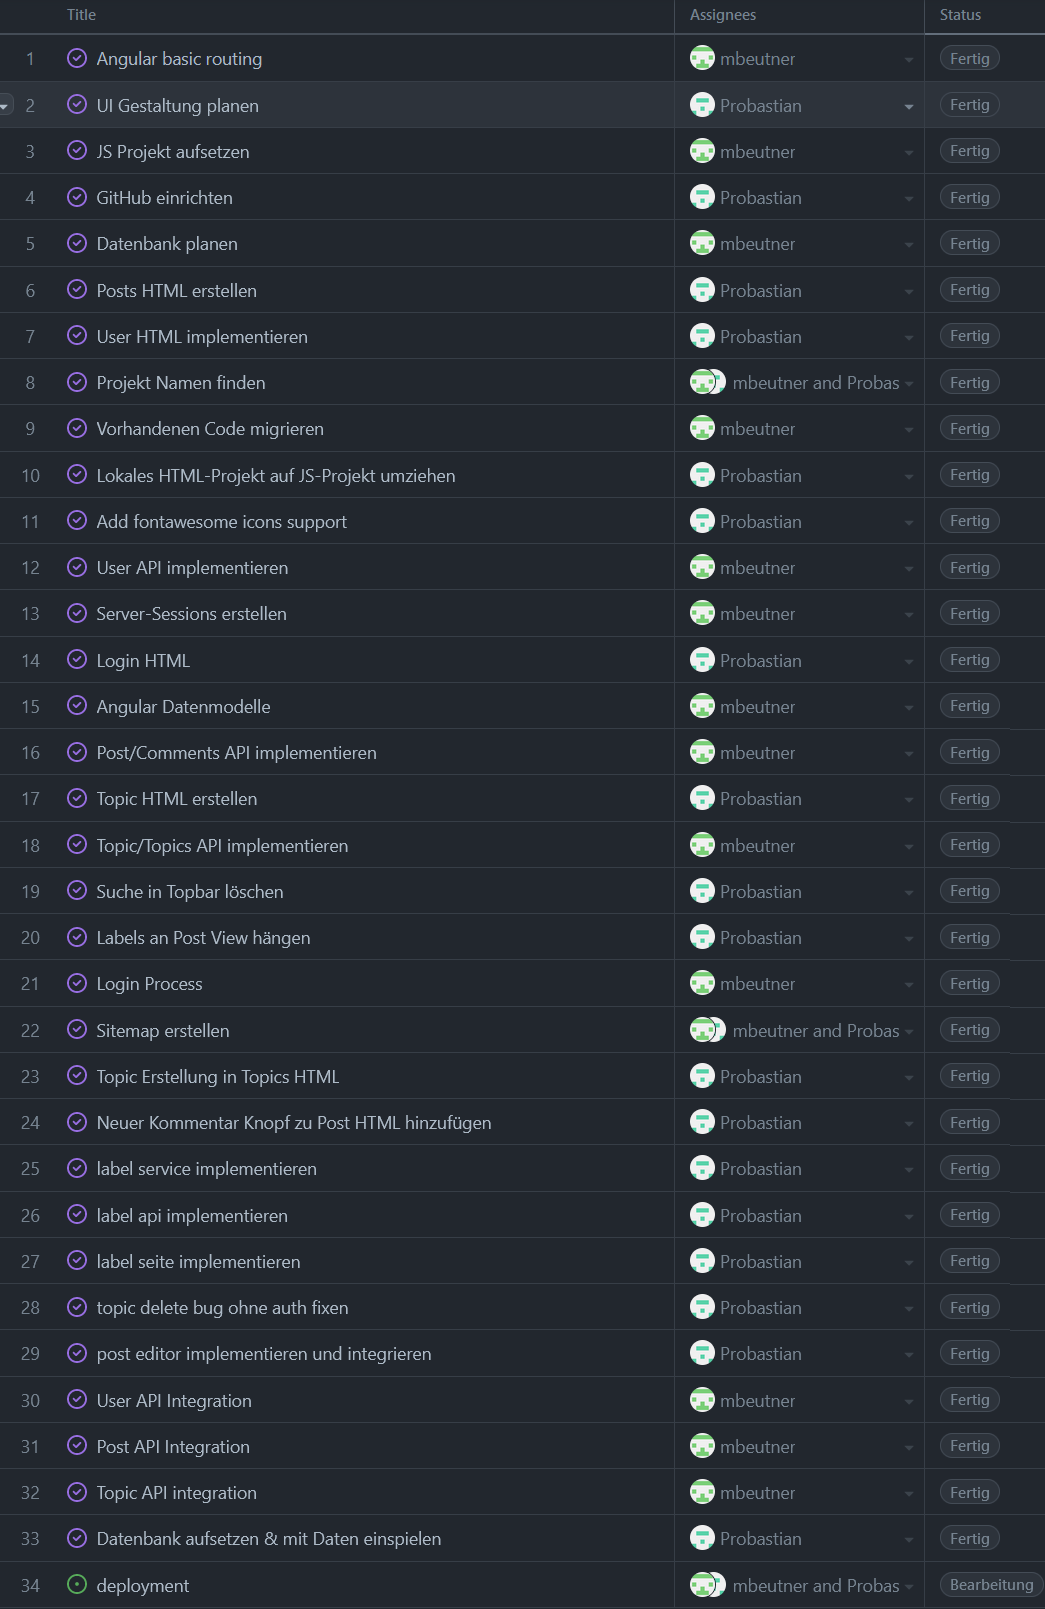 Title Assignees Status
1 Angular basic routing mbeutner Fertig
2 UI Gestaltung planen Probastian Fertig
3 JS Projekt aufsetzen mbeutner Fertig
4 GitHub einrichten Probastian Fertig
5 Datenbank planen mbeutner Fertig
6 Posts HTML erstellen Probastian Fertig
7 User HTML implementieren Probastian Fertig
8 Projekt Namen finden mbeutner and Probas Fertig
9 Vorhandenen Code migrieren mbeutner Fertig
10 Lokales HTML-Projekt auf JS-Projekt umziehen Probastian Fertig
11 Add fontawesome icons support Probastian Fertig
12 User API implementieren mbeutner Fertig
13 Server-Sessions erstellen mbeutner Fertig
14 Login HTML Probastian Fertig
15 Angular Datenmodelle mbeutner Fertig
16 Post/Comments API implementieren mbeutner Fertig
17 Topic HTML erstellen Probastian Fertig
18 Topic/Topics API implementieren mbeutner Fertig
19 Suche in Topbar löschen Probastian Fertig
20 Labels an Post View hängen Probastian Fertig
21 Login Process mbeutner Fertig
22 Sitemap erstellen mbeutner and Probas Fertig
23 Topic Erstellung in Topics HTML Probastian Fertig
24 Neuer Kommentar Knopf zu Post HTML hinzufügen Probastian Fertig
25 label service implementieren Probastian Fertig
26 label api implementieren Probastian Fertig
27 label seite implementieren Probastian Fertig
28 topic delete bug ohne auth fixen Probastian Fertig
29 post editor implementieren und integrieren Probastian Fertig
30 User API Integration mbeutner Fertig
31 Post API Integration mbeutner Fertig
32 Topic API integration mbeutner Fertig
33 Datenbank aufsetzen & mit Daten einspielen Probastian Fertig
34 deployment mbeutner and Probas Bearbeitung